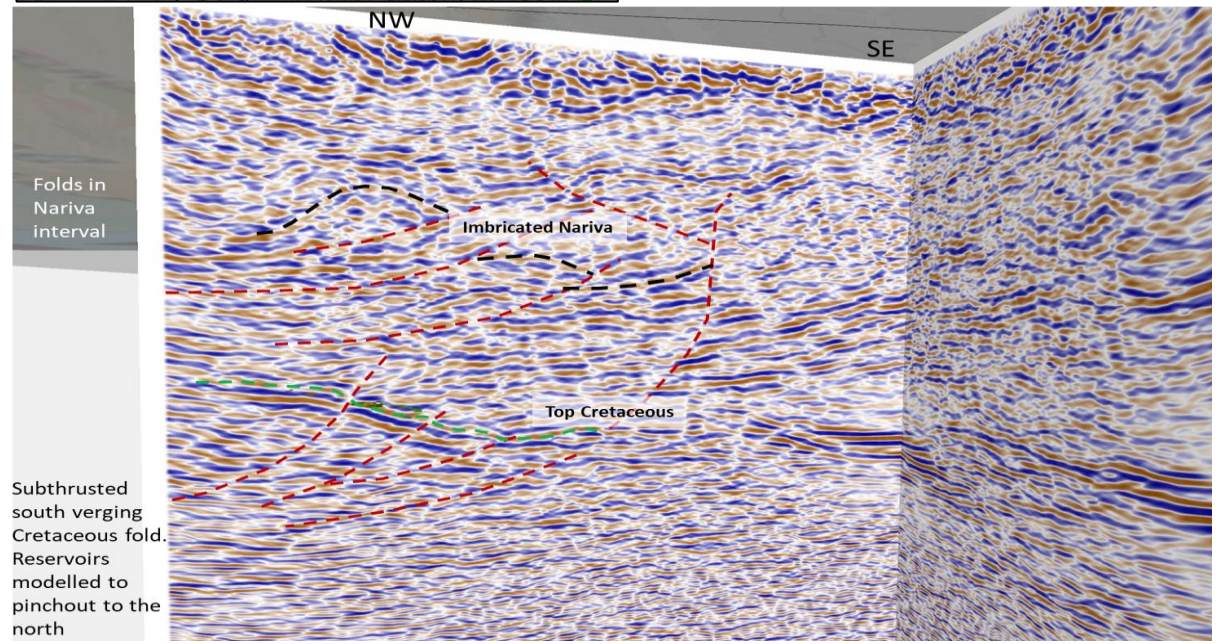 NW
SE
Folds in
Nariva
interval
Imbricated Nariva
Top Cretaceous
Subthrusted
south verging
Cretaceous fold.
Reservoirs
modelled to
pinchout to the
north